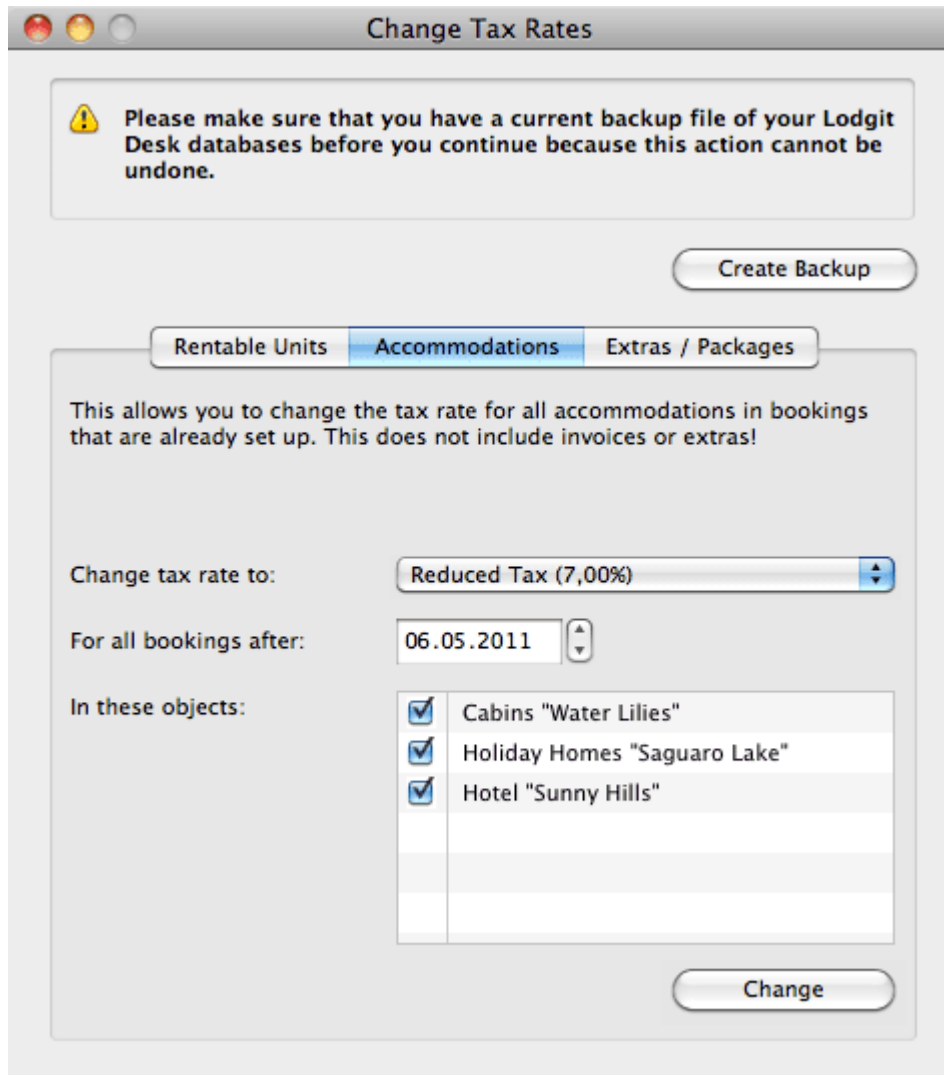 Change Tax Rates
Please make sure that you have a current backup file of your Lodgit
Desk databases before you continue because this action cannot be
undone.
Create Backup
Rentable Units
Accommodations
Extras / Packages
This allows you to change the tax rate for all accommodations in bookings
that are already set up. This does not include invoices or extras!
Change tax rate to:
Reduced Tax (7,00%)
For all bookings after:
06.05.2011
In these objects:
Cabins "Water Lilies"
Holiday Homes "Saguaro Lake"
Hotel "Sunny Hills"
Change